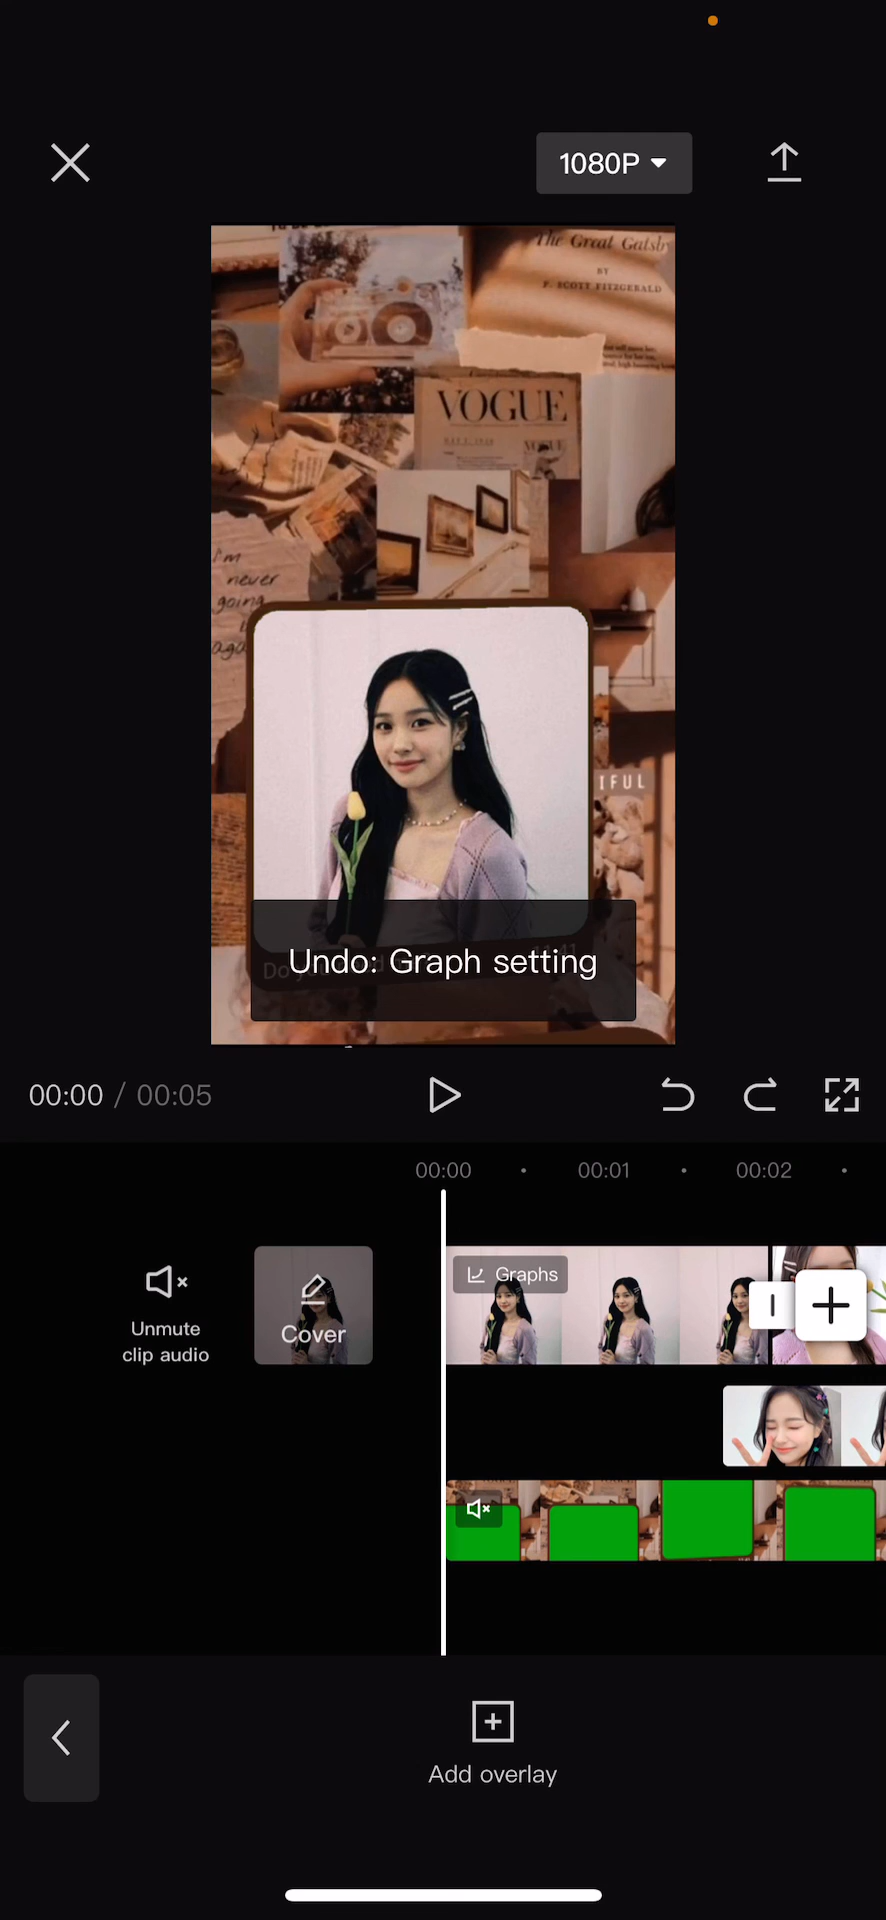 1080P
The Great Gatsby
BY
F. SCOTT FITZGERALD
VOGUE
VOGUE
i'm
never
going
IFUL
Undo: Graph setting
00:00 / 00:05
00:00
00:01
00:02
Graphs
Unmute
clip audio
Cover
Add overlay